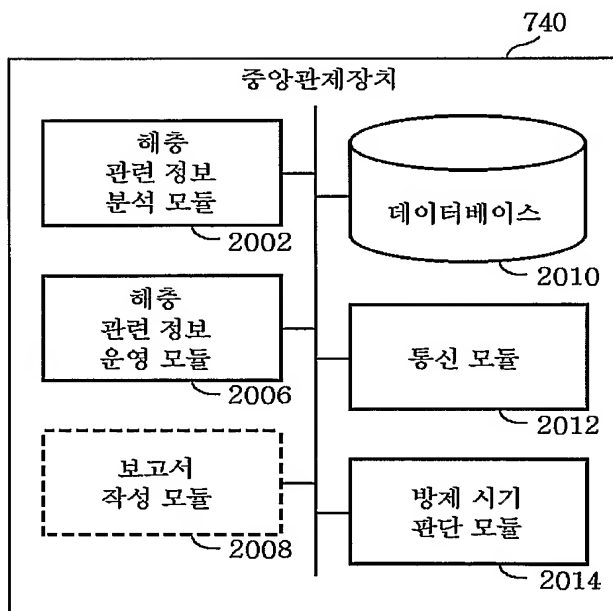 740
중앙관제장치
해충
관련 정보
분석 모듈
2002
데이터베이스
2010
해충
관련 정보
운영 모듈
2006
통신 모듈
2012
보고서
작성 모듈
2008
방제 시기
판단 모듈
2014